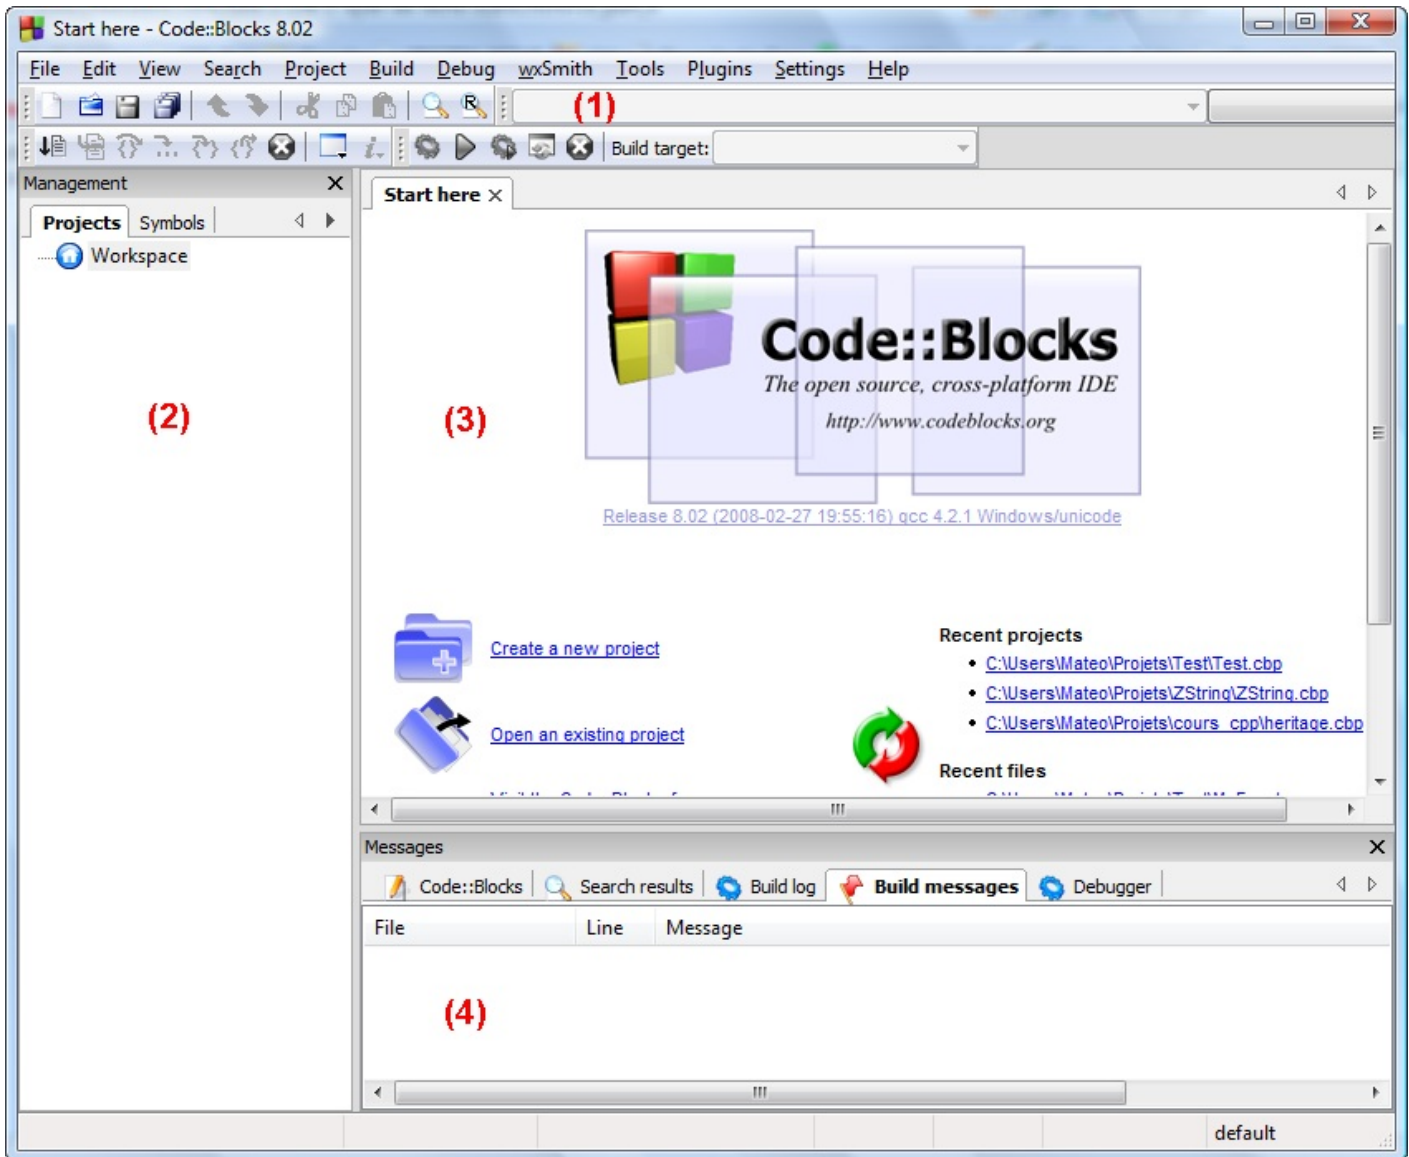 Start here - Code::Blocks 8.02
File Edit View Search Project Build Debug wxSmith Tools Plugins Settings Help
(1)
Build target:
Management
Projects Symbols
Workspace
(2)
Start here
(3)
Code::Blocks
The open source, cross-platform IDE
http://www.codeblocks.org
Release 8.02 (2008-02-27 19:55:16) gcc 4.2.1 Windows/unicode
Create a new project
Open an existing project
Recent projects
C:\Users\Mateo\Projets\Test\Test.cbp
C:\Users\Mateo\Projets\ZString\ZString.cbp
C:\Users\Mateo\Projets\cours_cpp\heritage.cbp
Recent files
Messages
Code::Blocks Search results Build log Build messages Debugger
File Line Message
(4)
default